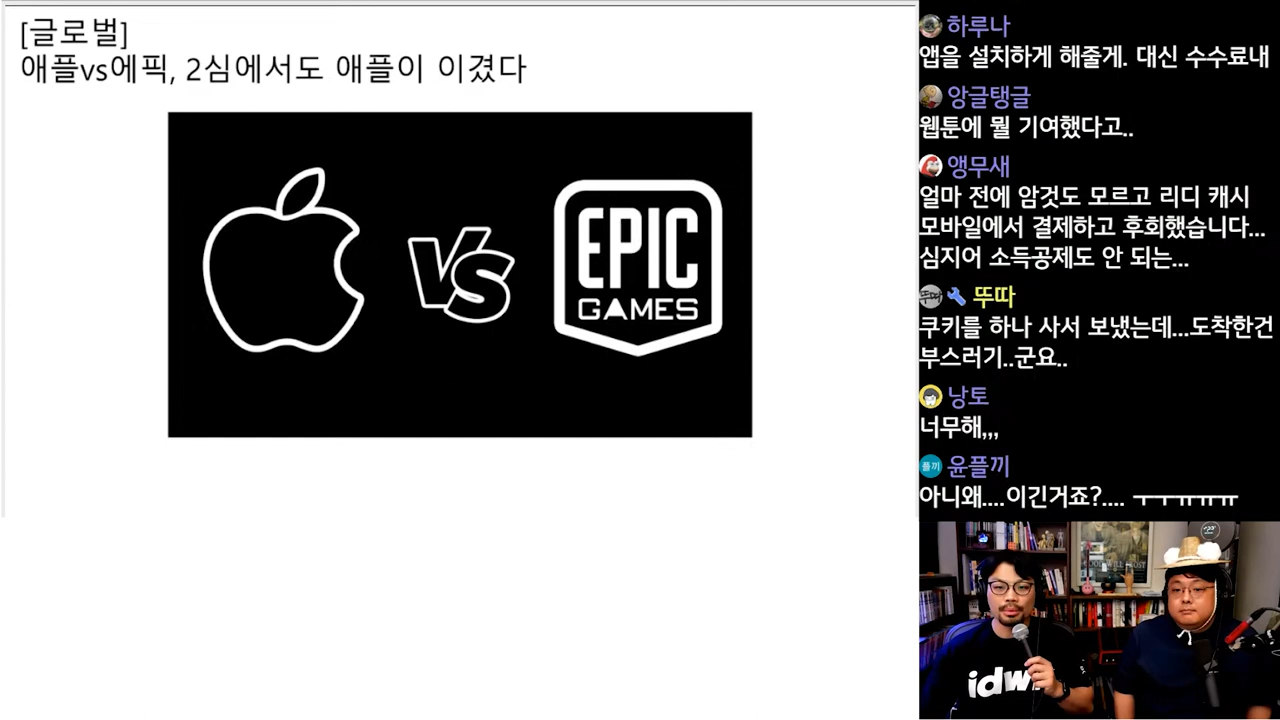 [글로벌]
애플vs에픽, 2심에서도 애플이 이겼다
VS
EPIC
GAMES
하루나
앱을 설치하게 해줄게. 대신 수수료내
앙글탱글
웹툰에 뭘 기여했다고..
앵무새
얼마 전에 암것도 모르고 리디 캐시
모바일에서 결제하고 후회했습니다...
심지어 소득공제도 안 되는...
뚜따
쿠키를 하나 사서 보냈는데...도착한건
부스러기..군요..
낭토
너무해,,,
풀끼
윤플끼
아니왜....이긴거죠?.... ㅜㅜㅠㅠㅠ
idw